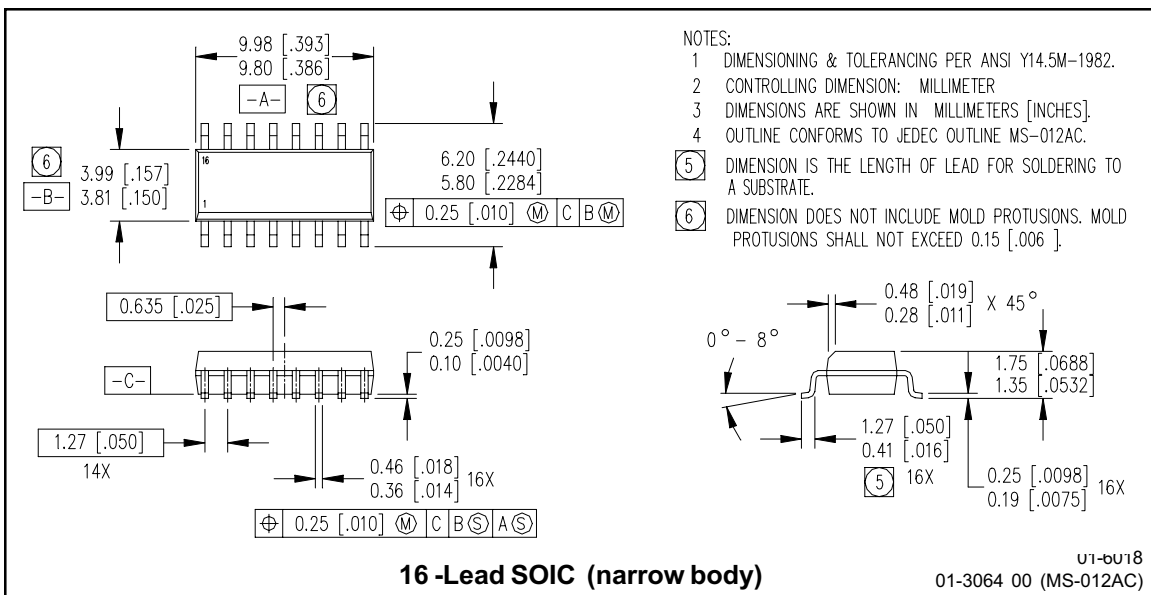 9.98 [.393]
9.80 [.386]
-A- 6
6
3.99 [.157]
3.81 [.150]
-B-
16
1
6.20 [.2440]
5.80 [.2284]
⌖ 0.25 [.010] Ⓜ C B Ⓜ
NOTES:
1 DIMENSIONING & TOLERANCING PER ANSI Y14.5M-1982.
2 CONTROLLING DIMENSION: MILLIMETER
3 DIMENSIONS ARE SHOWN IN MILLIMETERS [INCHES].
4 OUTLINE CONFORMS TO JEDEC OUTLINE MS-012AC.
5 DIMENSION IS THE LENGTH OF LEAD FOR SOLDERING TO
A SUBSTRATE.
6 DIMENSION DOES NOT INCLUDE MOLD PROTUSIONS. MOLD
PROTUSIONS SHALL NOT EXCEED 0.15 [.006 ].
0.635 [.025]
0.25 [.0098]
0.10 [.0040]
-C-
1.27 [.050]
14X
0.46 [.018]
0.36 [.014]
16X
⌖ 0.25 [.010] Ⓜ C B Ⓢ A Ⓢ
0.48 [.019]
0.28 [.011]
X 45°
0° - 8°
1.75 [.0688]
1.35 [.0532]
1.27 [.050]
0.41 [.016]
5 16X
0.25 [.0098]
0.19 [.0075]
16X
16 -Lead SOIC (narrow body)
01-6018
01-3064 00 (MS-012AC)